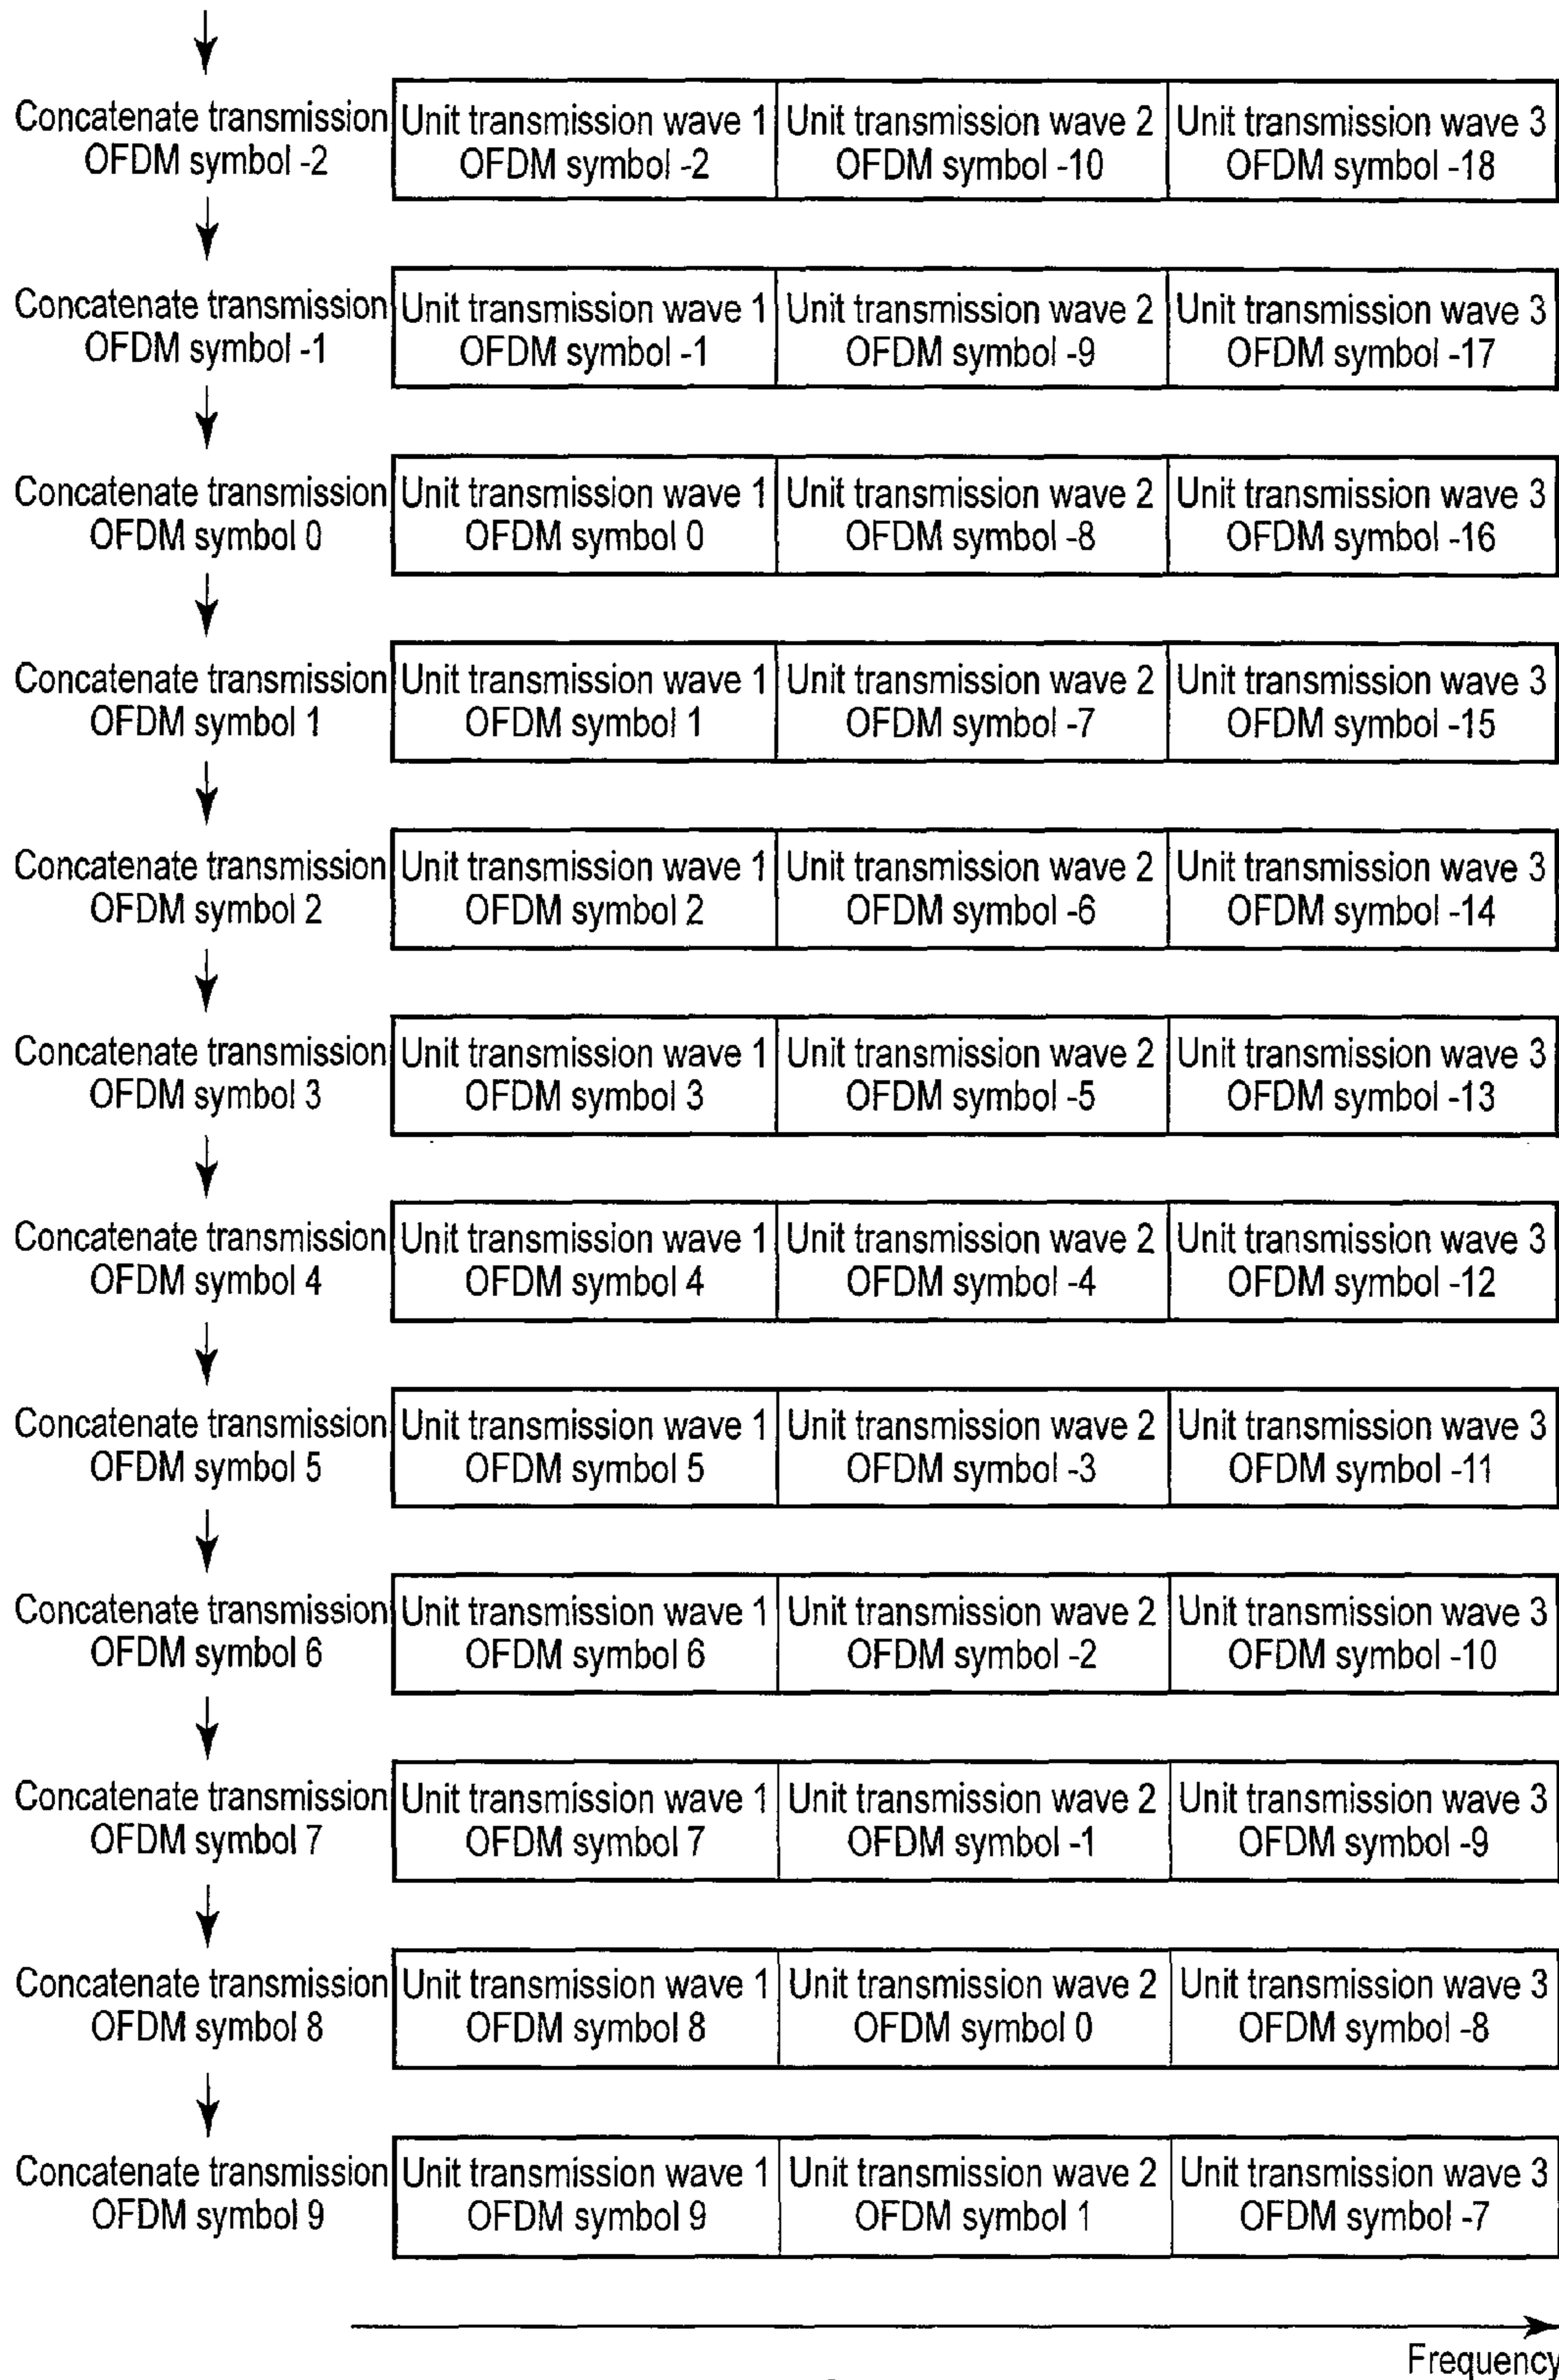 Concatenate transmission
OFDM symbol -2
Unit transmission wave 1
OFDM symbol -2
Unit transmission wave 2
OFDM symbol -10
Unit transmission wave 3
OFDM symbol -18
Concatenate transmission
OFDM symbol -1
Unit transmission wave 1
OFDM symbol -1
Unit transmission wave 2
OFDM symbol -9
Unit transmission wave 3
OFDM symbol -17
Concatenate transmission
OFDM symbol 0
Unit transmission wave 1
OFDM symbol 0
Unit transmission wave 2
OFDM symbol -8
Unit transmission wave 3
OFDM symbol -16
Concatenate transmission
OFDM symbol 1
Unit transmission wave 1
OFDM symbol 1
Unit transmission wave 2
OFDM symbol -7
Unit transmission wave 3
OFDM symbol -15
Concatenate transmission
OFDM symbol 2
Unit transmission wave 1
OFDM symbol 2
Unit transmission wave 2
OFDM symbol -6
Unit transmission wave 3
OFDM symbol -14
Concatenate transmission
OFDM symbol 3
Unit transmission wave 1
OFDM symbol 3
Unit transmission wave 2
OFDM symbol -5
Unit transmission wave 3
OFDM symbol -13
Concatenate transmission
OFDM symbol 4
Unit transmission wave 1
OFDM symbol 4
Unit transmission wave 2
OFDM symbol -4
Unit transmission wave 3
OFDM symbol -12
Concatenate transmission
OFDM symbol 5
Unit transmission wave 1
OFDM symbol 5
Unit transmission wave 2
OFDM symbol -3
Unit transmission wave 3
OFDM symbol -11
Concatenate transmission
OFDM symbol 6
Unit transmission wave 1
OFDM symbol 6
Unit transmission wave 2
OFDM symbol -2
Unit transmission wave 3
OFDM symbol -10
Concatenate transmission
OFDM symbol 7
Unit transmission wave 1
OFDM symbol 7
Unit transmission wave 2
OFDM symbol -1
Unit transmission wave 3
OFDM symbol -9
Concatenate transmission
OFDM symbol 8
Unit transmission wave 1
OFDM symbol 8
Unit transmission wave 2
OFDM symbol 0
Unit transmission wave 3
OFDM symbol -8
Concatenate transmission
OFDM symbol 9
Unit transmission wave 1
OFDM symbol 9
Unit transmission wave 2
OFDM symbol 1
Unit transmission wave 3
OFDM symbol -7
Frequency